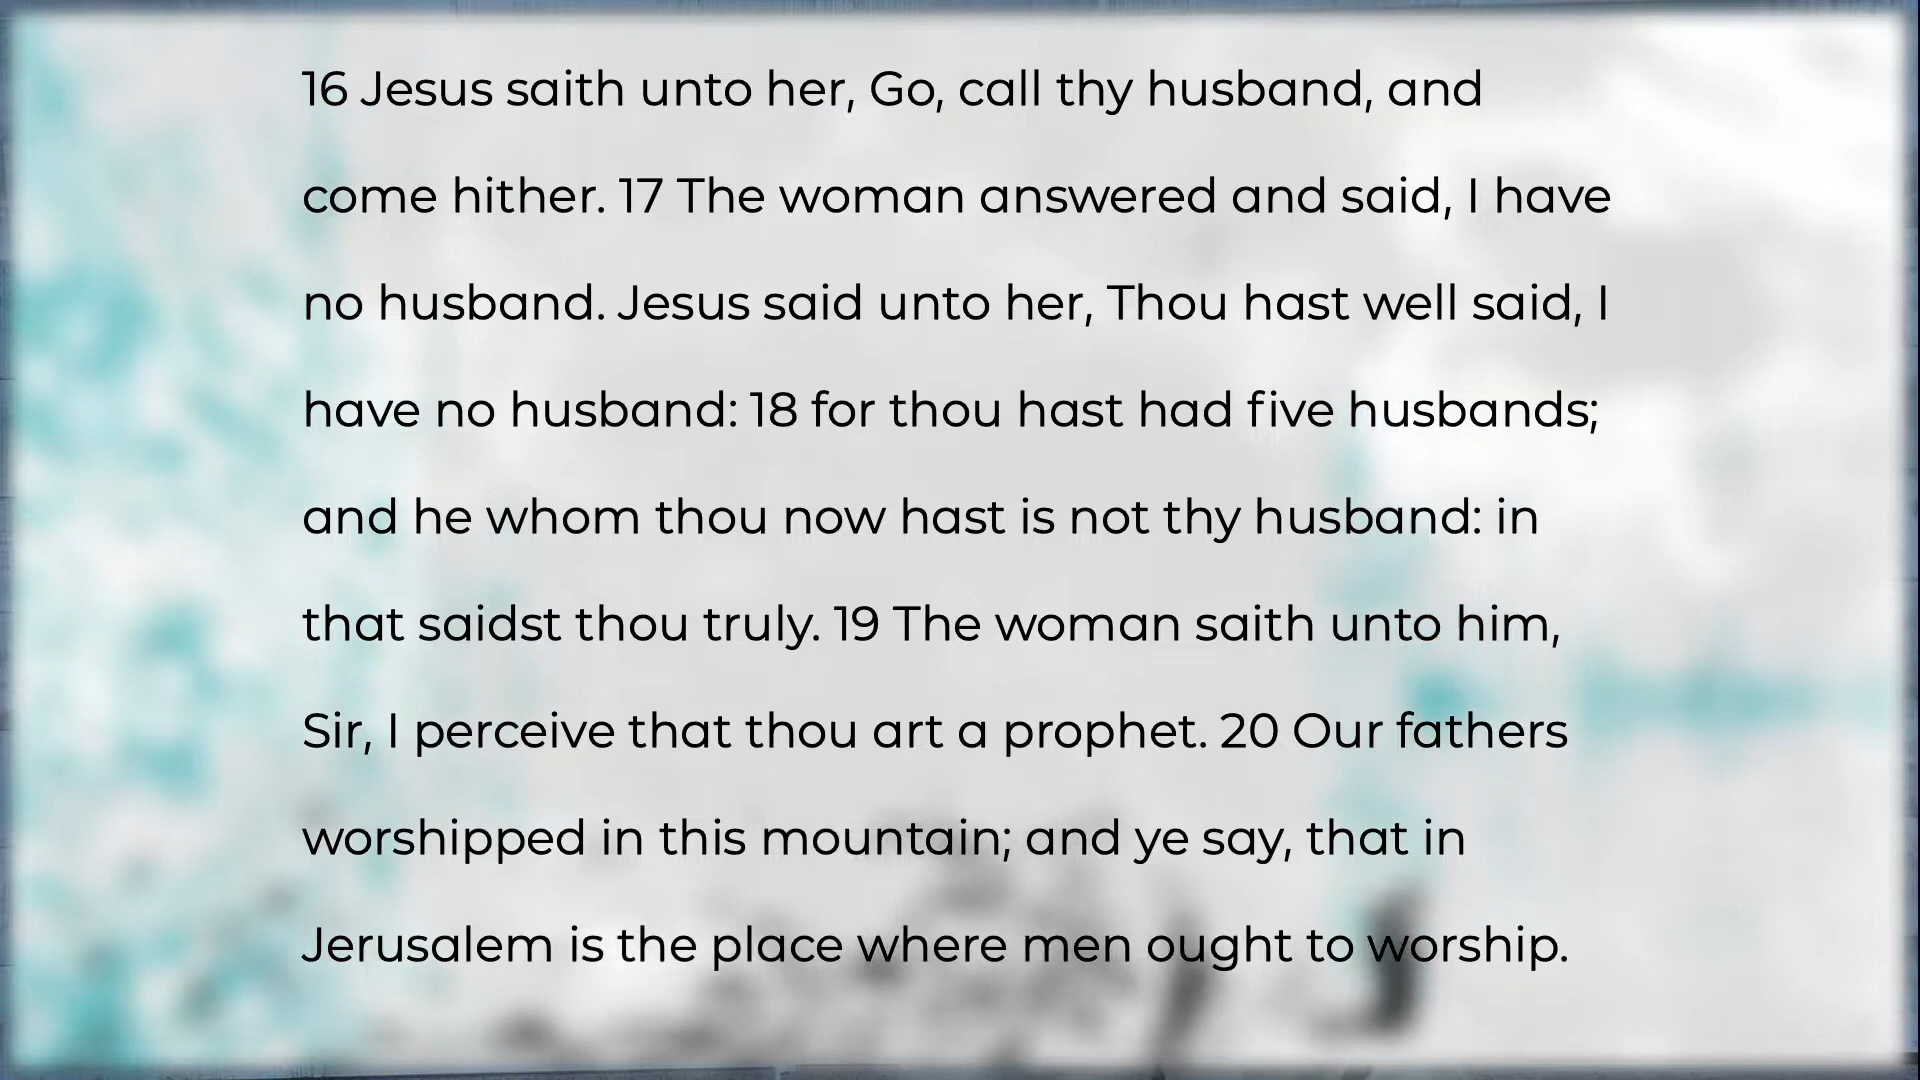 16 Jesus saith unto her, Go, call thy husband, and
come hither. 17 The woman answered and said, I have
no husband. Jesus said unto her, Thou hast well said, I
have no husband: 18 for thou hast had five husbands;
and he whom thou now hast is not thy husband: in
that saidst thou truly. 19 The woman saith unto him,
Sir, I perceive that thou art a prophet. 20 Our fathers
worshipped in this mountain; and ye say, that in
Jerusalem is the place where men ought to worship.